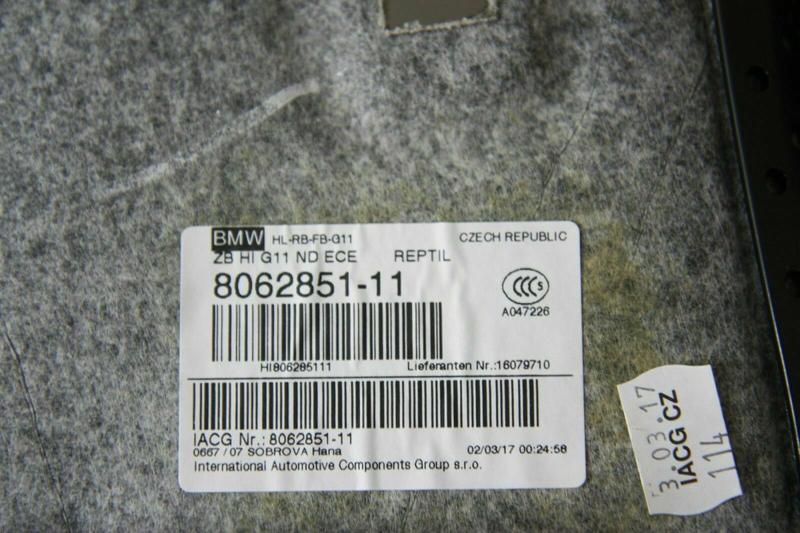 BMW HL-RB-FB-G11 CZECH REPUBLIC
ZB HI G11 ND ECE REPTIL
8062851-11
CCC S
A047226
HI806285111 Lieferanten Nr.:16079710
IACG Nr.: 8062851-11
0667 / 07 SOBROVA Hana 02/03/17 00:24:58
International Automotive Components Group s.r.o.
3.03.17
IACG CZ
114